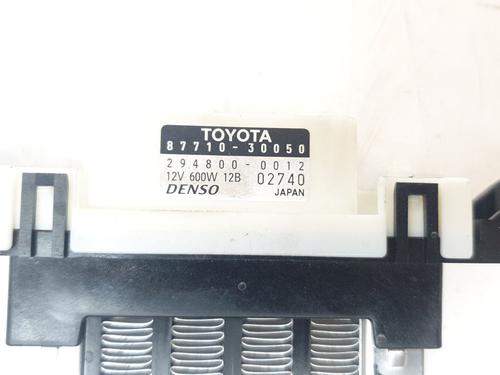 TOYOTA
87710-30050
294800-0012
12V 600W 12B 02740
DENSO JAPAN